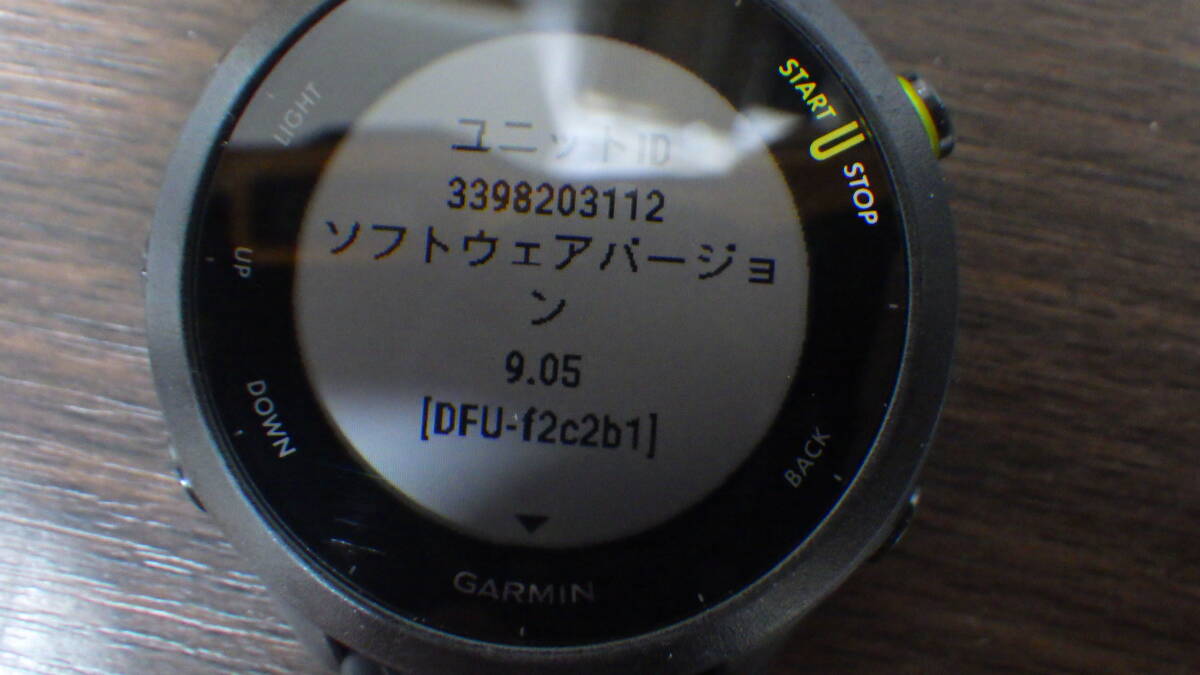 ユニットID
3398203112
ソフトウェアバージョ
ン
9.05
[DFU-f2c2b1]
LIGHT
UP
DOWN
START
STOP
BACK
GARMIN